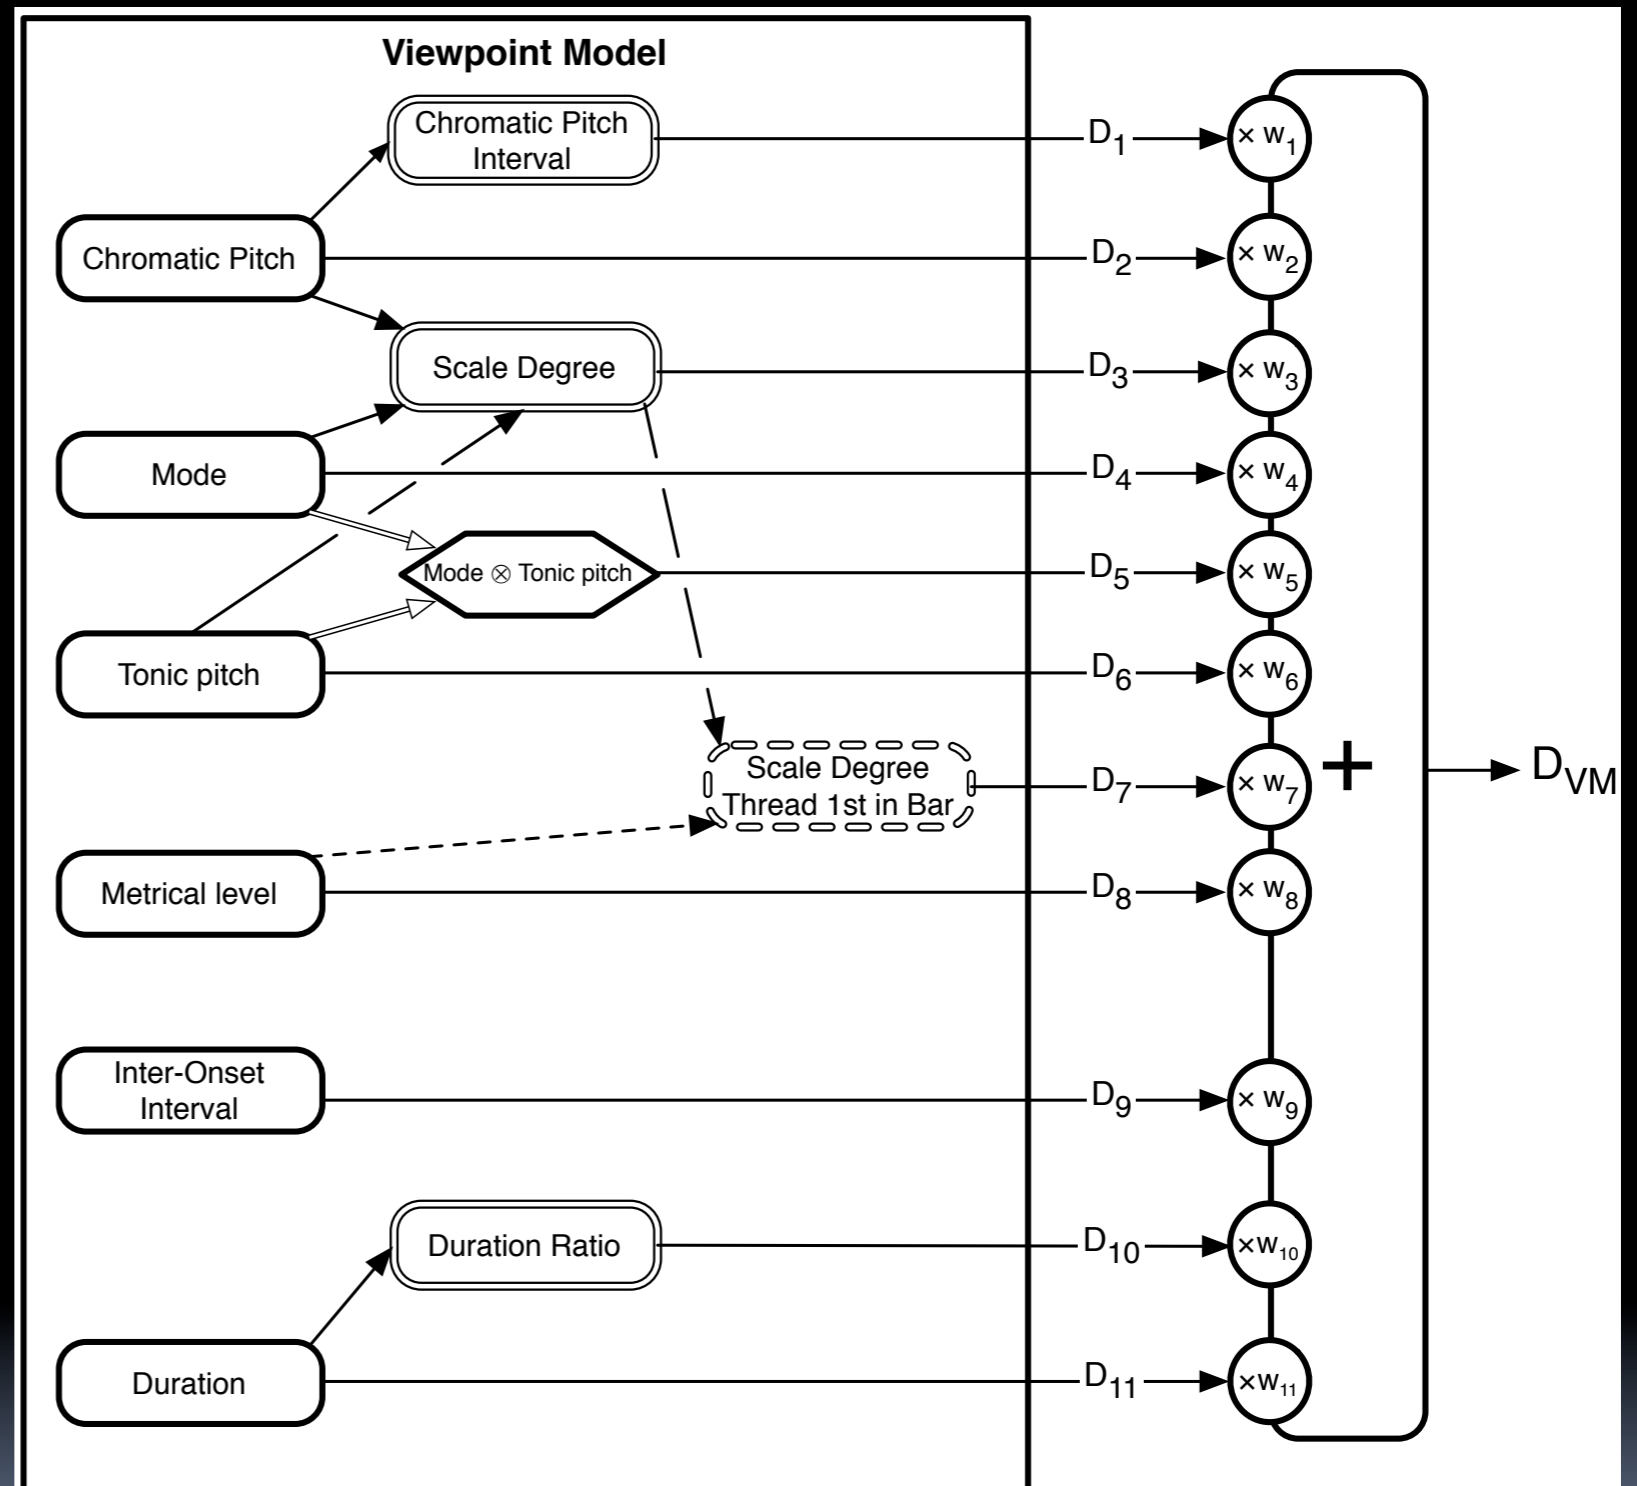 Viewpoint Model
Chromatic Pitch
Interval
D1
× w1
Chromatic Pitch
D2
× w2
Scale Degree
D3
× w3
Mode
D4
× w4
Mode ⊗ Tonic pitch
D5
× w5
Tonic pitch
D6
× w6
Scale Degree
Thread 1st in Bar
D7
× w7
+
DVM
Metrical level
D8
× w8
Inter-Onset
Interval
D9
× w9
Duration Ratio
D10
×w10
Duration
D11
×w11